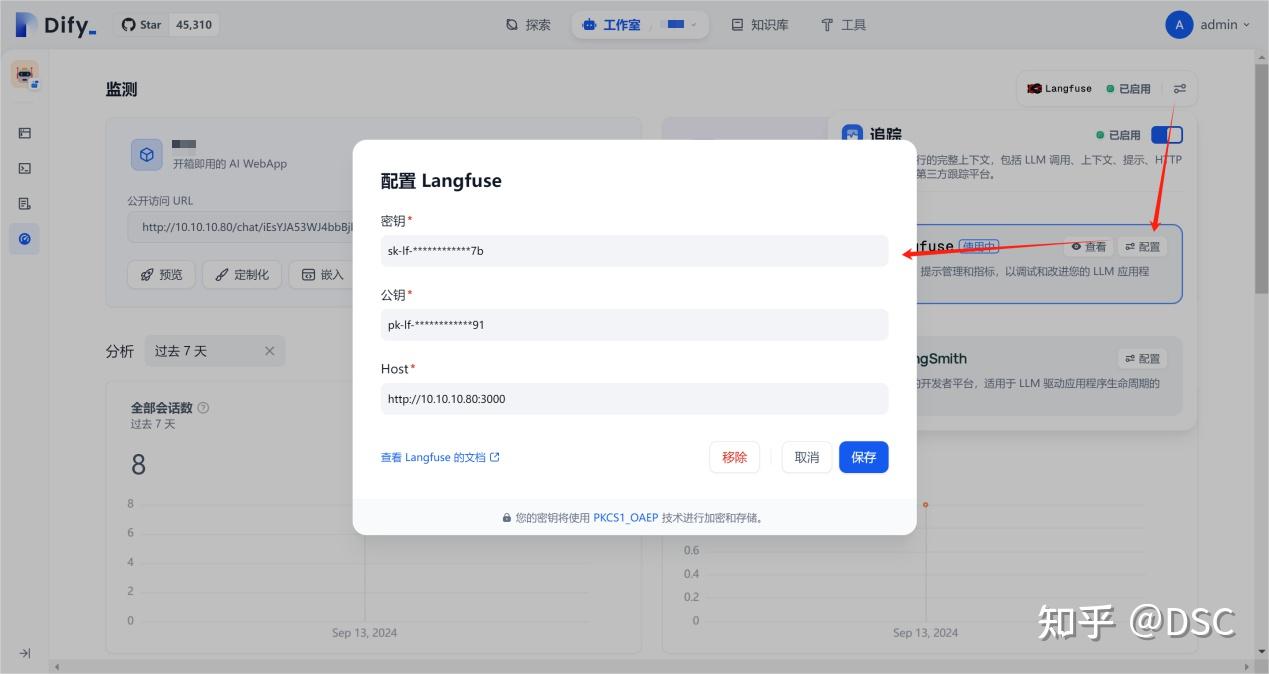 Dify_
Star 45,310
探索
工作室
知识库
工具
A admin
监测
Langfuse 已启用
开箱即用的 AI WebApp
公开访问 URL
http://10.10.10.80/chat/iEsYJA53WJ4bbBj
预览
定制化
嵌入
追踪 已启用
行的完整上下文，包括 LLM 调用、上下文、提示、HTTP
第三方跟踪平台。
gfuse 使用中 查看 配置
提示管理和指标，以调试和改进您的 LLM 应用程
ngSmith 配置
开发者平台，适用于 LLM 驱动应用程序生命周期的
配置 Langfuse
密钥*
sk-lf-************7b
公钥*
pk-lf-************91
Host*
http://10.10.10.80:3000
查看 Langfuse 的文档
移除
取消
保存
您的密钥将使用 PKCS1_OAEP 技术进行加密和存储。
分析
过去 7 天
全部会话数
过去 7 天
8
8
6
4
2
0
Sep 13, 2024
0.6
0.4
0.2
0
Sep 13, 2024
知乎 @DSC